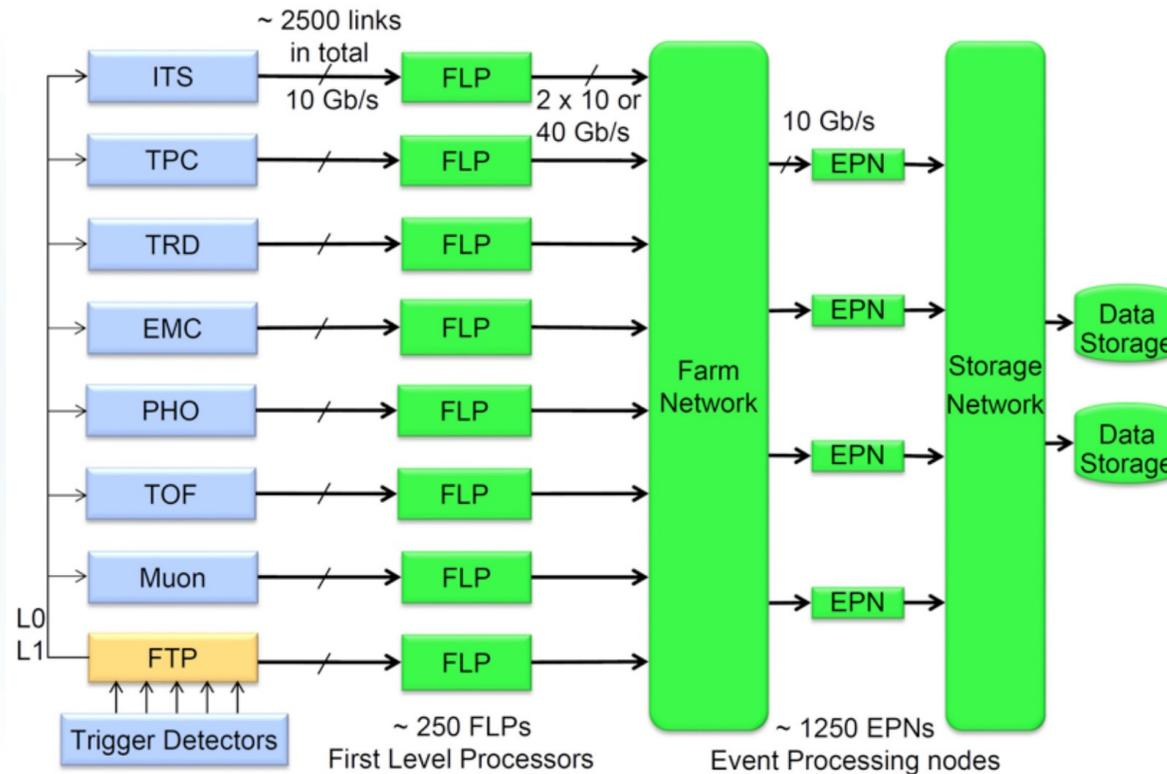 ~ 2500 links
in total
10 Gb/s
ITS
FLP
2 x 10 or
40 Gb/s
10 Gb/s
TPC
FLP
EPN
TRD
FLP
EMC
FLP
EPN
Data
Storage
Farm
Network
Storage
Network
PHO
FLP
Data
Storage
EPN
TOF
FLP
Muon
FLP
EPN
L0
L1
FTP
FLP
Trigger Detectors
~ 250 FLPs
First Level Processors
~ 1250 EPNs
Event Processing nodes